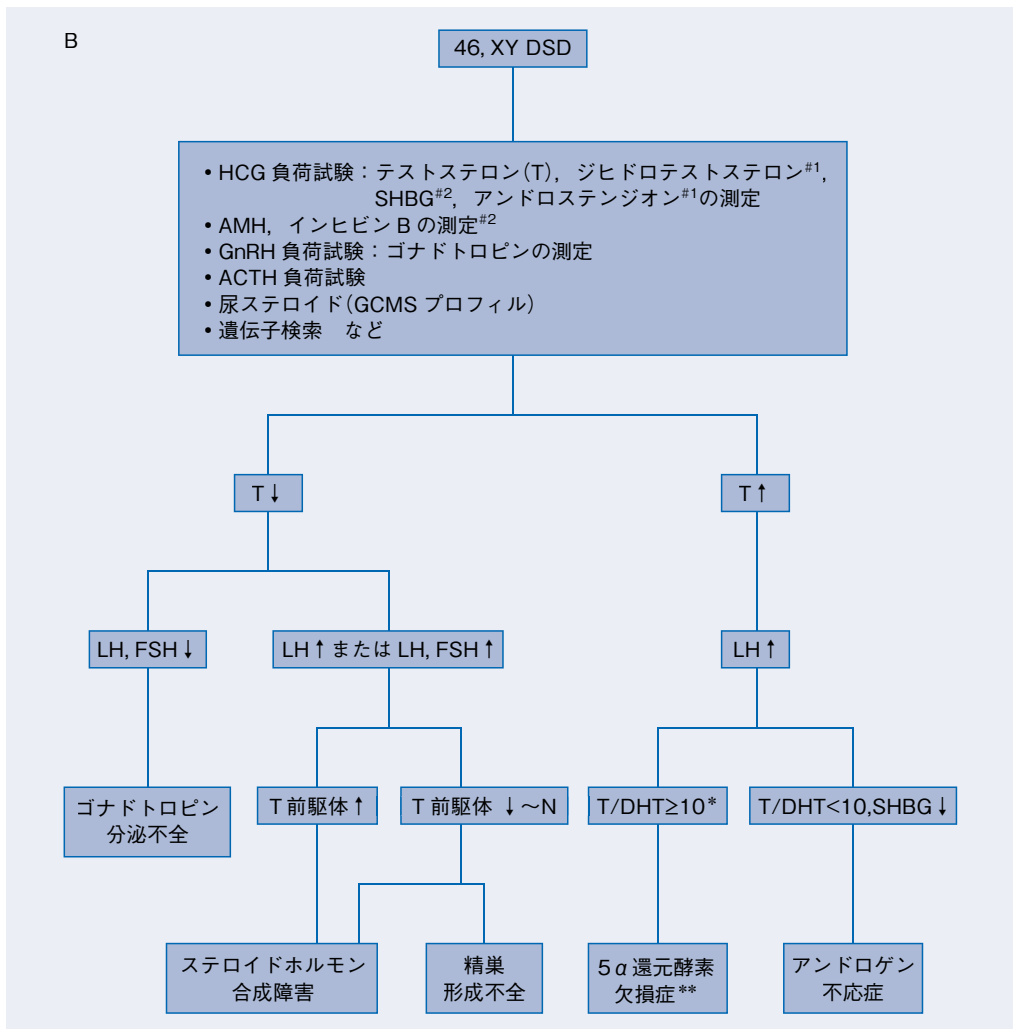 B
46, XY DSD
• HCG 負荷試験：テストステロン(T)，ジヒドロテストステロン#1，
SHBG#2，アンドロステンジオン#1の測定
• AMH，インヒビン B の測定#2
• GnRH 負荷試験：ゴナドトロピンの測定
• ACTH 負荷試験
• 尿ステロイド(GCMS プロフィル)
• 遺伝子検索　など
T↓
T↑
LH, FSH↓
LH↑または LH, FSH↑
LH↑
ゴナドトロピン
分泌不全
T 前駆体↑
T 前駆体 ↓〜N
T/DHT≥10*
T/DHT<10,SHBG↓
ステロイドホルモン
合成障害
精巣
形成不全
5α還元酵素
欠損症**
アンドロゲン
不応症